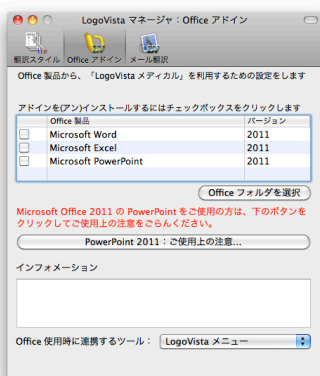 LogoVista マネージャ：Office アドイン
翻訳スタイル Office アドイン メール翻訳
Office 製品から、「LogoVista メディカル」を利用するための設定をします
アドインを(アン)インストールするにはチェックボックスをクリックします
Office 製品 バージョン
Microsoft Word 2011
Microsoft Excel 2011
Microsoft PowerPoint 2011
Office フォルダを選択
Microsoft Office 2011 の PowerPoint をご使用の方は、下のボタンを
クリックしてご使用上の注意をごらんください。
PowerPoint 2011：ご使用上の注意...
インフォメーション
Office 使用時に連携するツール： LogoVista メニュー